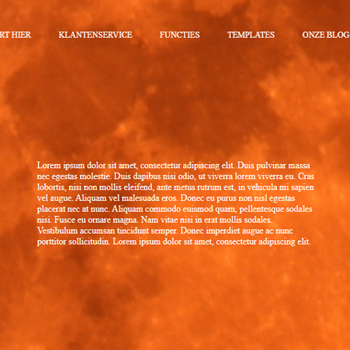 RT HIER KLANTENSERVICE FUNCTIES TEMPLATES ONZE BLOG
Lorem ipsum dolor sit amet, consectetur adipiscing elit. Duis pulvinar massa
nec egestas molestie. Duis dapibus nisi odio, ut viverra lorem viverra eu. Cras
lobortis, nisi non mollis eleifend, ante metus rutrum est, in vehicula mi sapien
vel augue. Aliquam vel malesuada eros. Donec eu purus non nisl egestas
placerat nec at nunc. Aliquam commodo euismod quam, pellentesque sodales
nisi. Fusce eu ornare magna. Nam vitae nisi in erat mollis sodales.
Vestibulum accumsan tincidunt semper. Donec imperdiet augue ac nunc
porttitor sollicitudin. Lorem ipsum dolor sit amet, consectetur adipiscing elit.